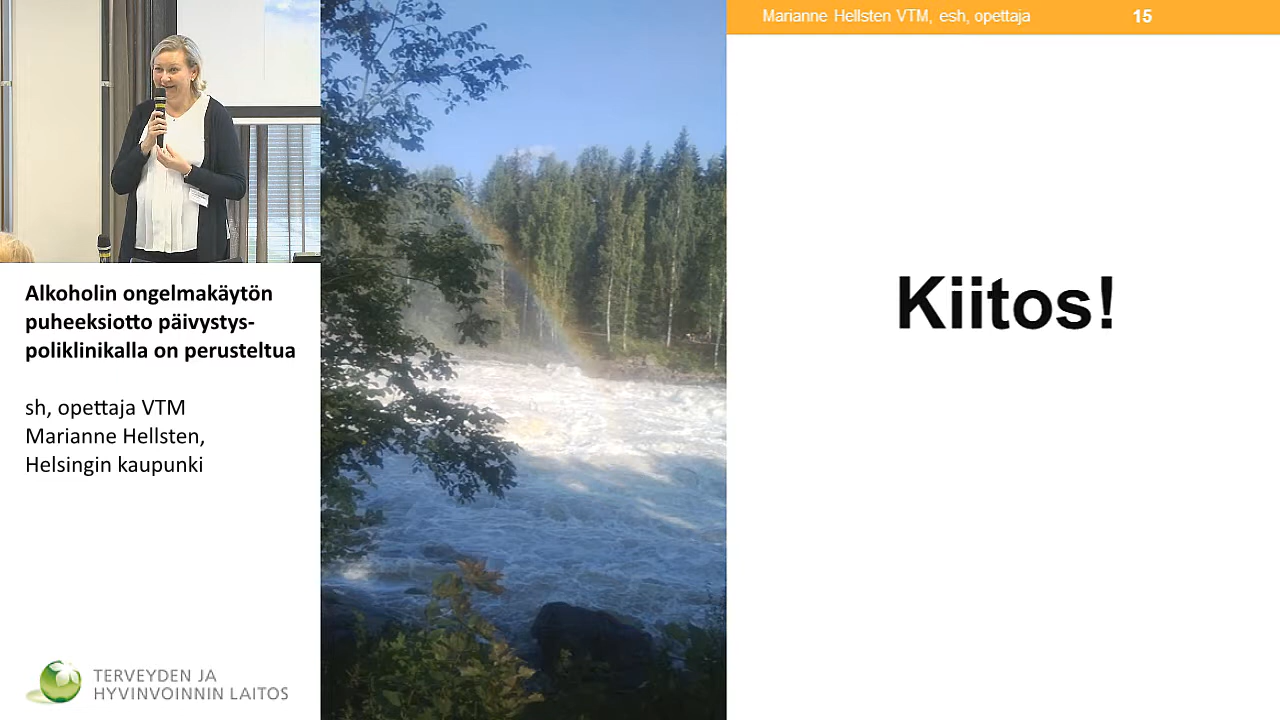 Alkoholin ongelmakäytön
puheeksiotto päivystys-
poliklinikalla on perusteltua
sh, opettaja VTM
Marianne Hellsten,
Helsingin kaupunki
TERVEYDEN JA
HYVINVOINNIN LAITOS
Marianne Hellsten VTM, esh, opettaja 15
Kiitos!